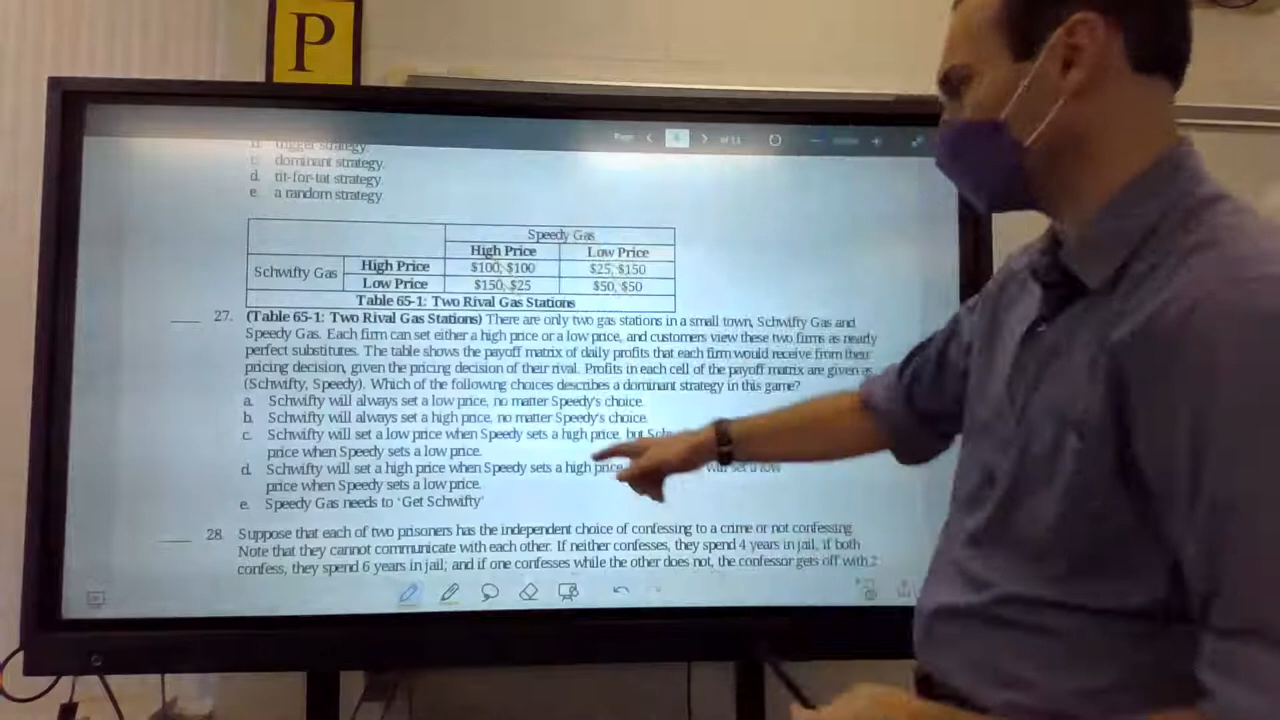 P
Page
of 11
trigger strategy.
c. dominant strategy.
d. tit-for-tat strategy.
e. a random strategy.
Speedy Gas
High Price Low Price
Schwifty Gas High Price $100, $100 $25, $150
Low Price $150, $25 $50, $50
Table 65-1: Two Rival Gas Stations
27. (Table 65-1: Two Rival Gas Stations) There are only two gas stations in a small town, Schwifty Gas and
Speedy Gas. Each firm can set either a high price or a low price, and customers view these two firms as nearly
perfect substitutes. The table shows the payoff matrix of daily profits that each firm would receive from their
pricing decision, given the pricing decision of their rival. Profits in each cell of the payoff matrix are given as
(Schwifty, Speedy). Which of the following choices describes a dominant strategy in this game?
a. Schwifty will always set a low price, no matter Speedy's choice.
b. Schwifty will always set a high price, no matter Speedy's choice.
c. Schwifty will set a low price when Speedy sets a high price, but
price when Speedy sets a low price.
d. Schwifty will set a high price when Speedy sets a high price will set a low
price when Speedy sets a low price.
e. Speedy Gas needs to 'Get Schwifty'
28. Suppose that each of two prisoners has the independent choice of confessing to a crime or not confessing.
Note that they cannot communicate with each other. If neither confesses, they spend 4 years in jail, if both
confess, they spend 6 years in jail; and if one confesses while the other does not, the confessor gets off with 2